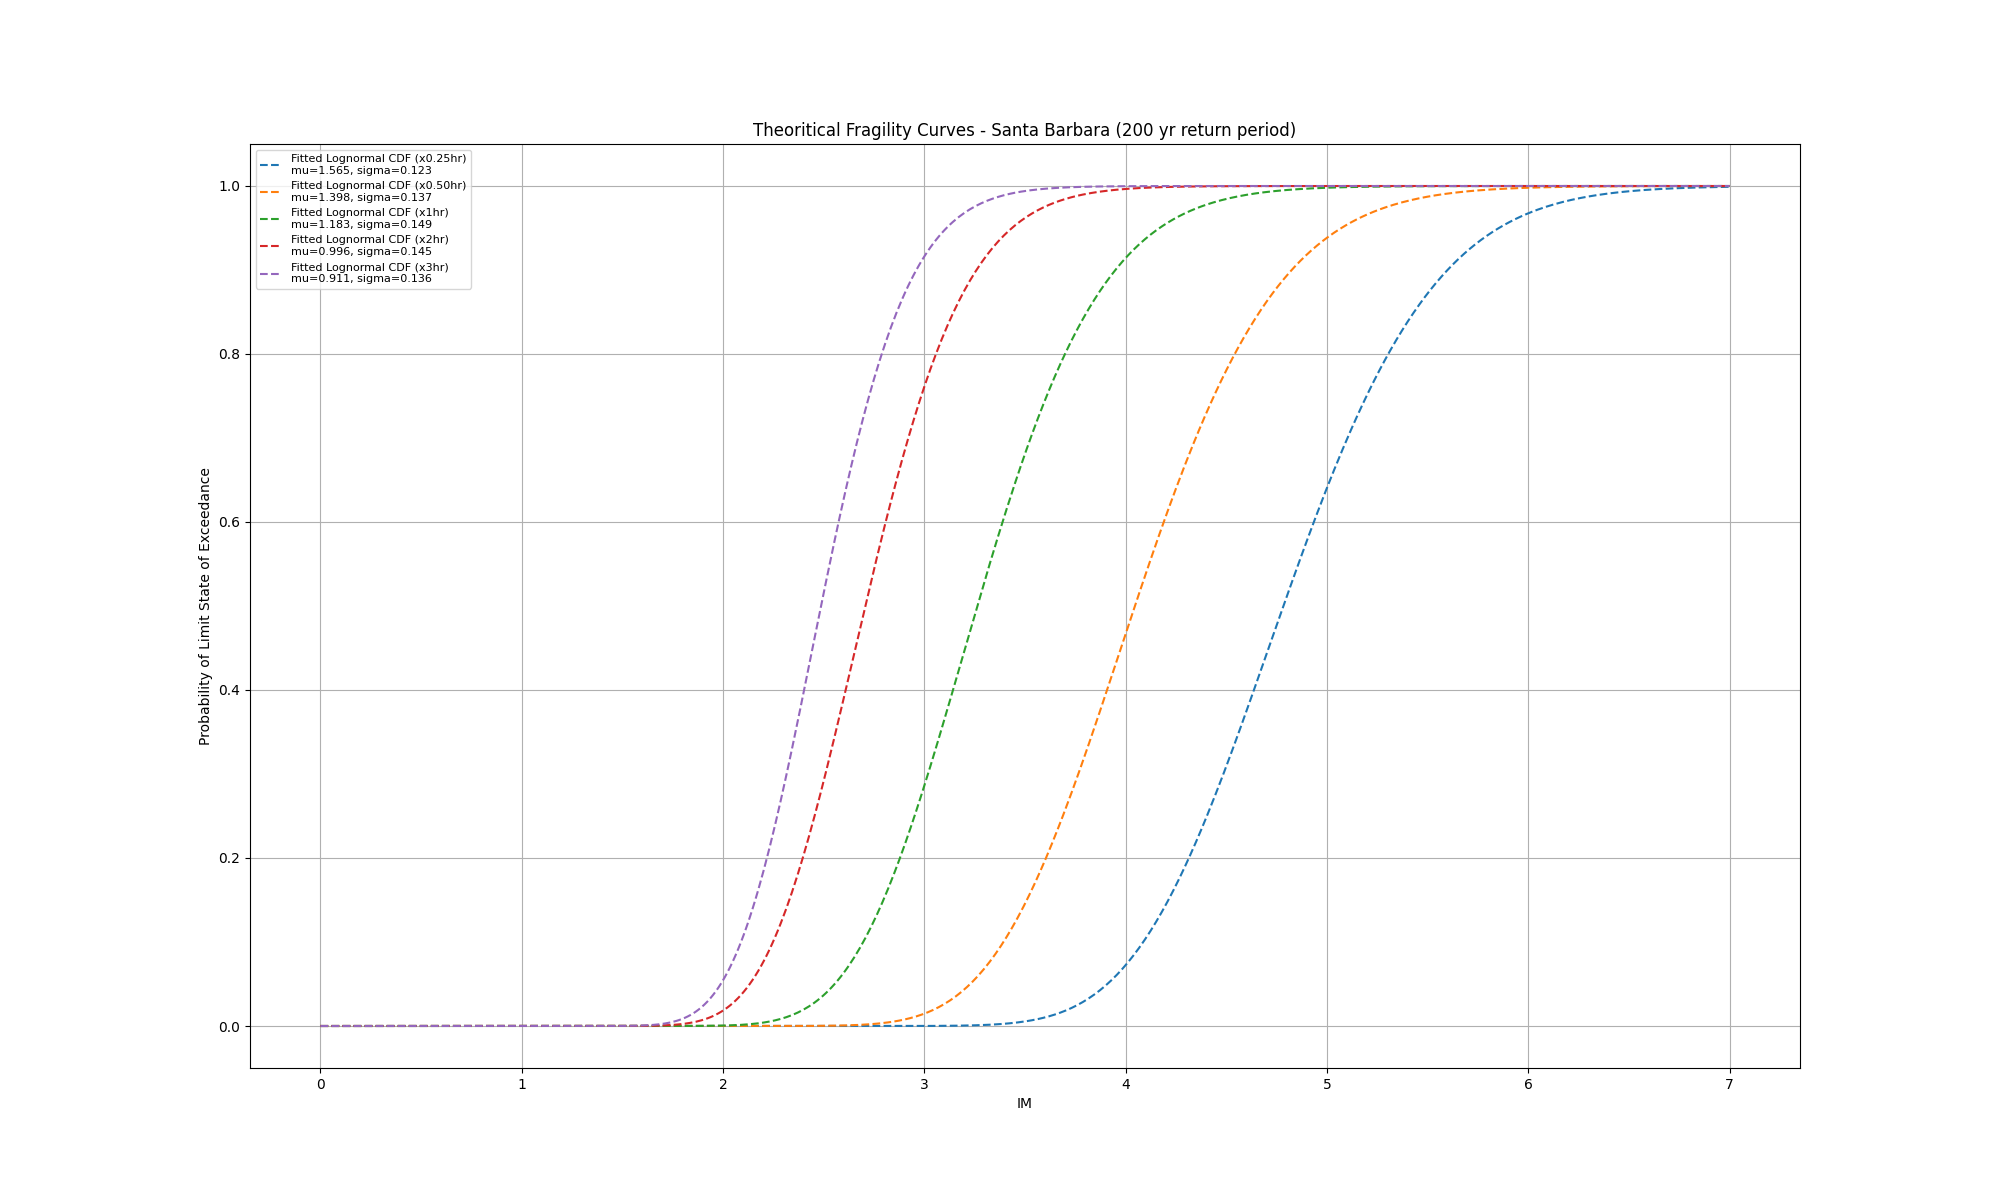 Theoritical Fragility Curves - Santa Barbara (200 yr return period)
Fitted Lognormal CDF (x0.25hr)
mu=1.565, sigma=0.123
Fitted Lognormal CDF (x0.50hr)
mu=1.398, sigma=0.137
Fitted Lognormal CDF (x1hr)
mu=1.183, sigma=0.149
Fitted Lognormal CDF (x2hr)
mu=0.996, sigma=0.145
Fitted Lognormal CDF (x3hr)
mu=0.911, sigma=0.136
Probability of Limit State of Exceedance
1.0
0.8
0.6
0.4
0.2
0.0
0 1 2 3 4 5 6 7
IM